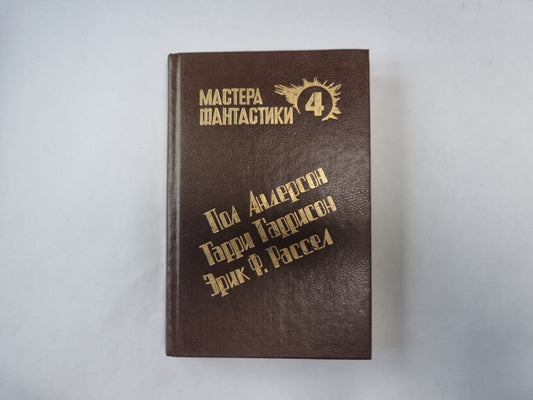 МАСТЕРА
ФАНТАСТИКИ 4
Пол Андерсон
Гарри Гаррисон
Эрик Ф. Рассел